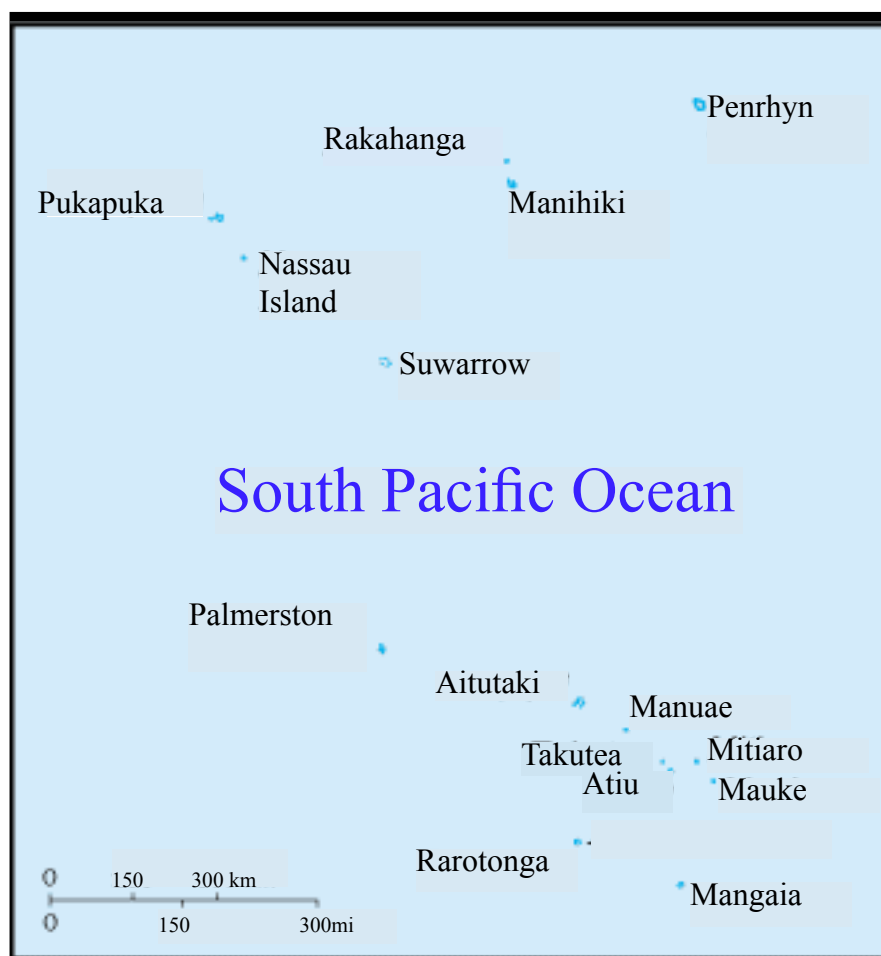 Penrhyn
Rakahanga
Pukapuka
Manihiki
Nassau
Island
Suwarrow
South Pacific Ocean
Palmerston
Aitutaki
Manuae
Takutea
Mitiaro
Atiu
Mauke
Rarotonga
Mangaia
0 150 300 km
0 150 300mi